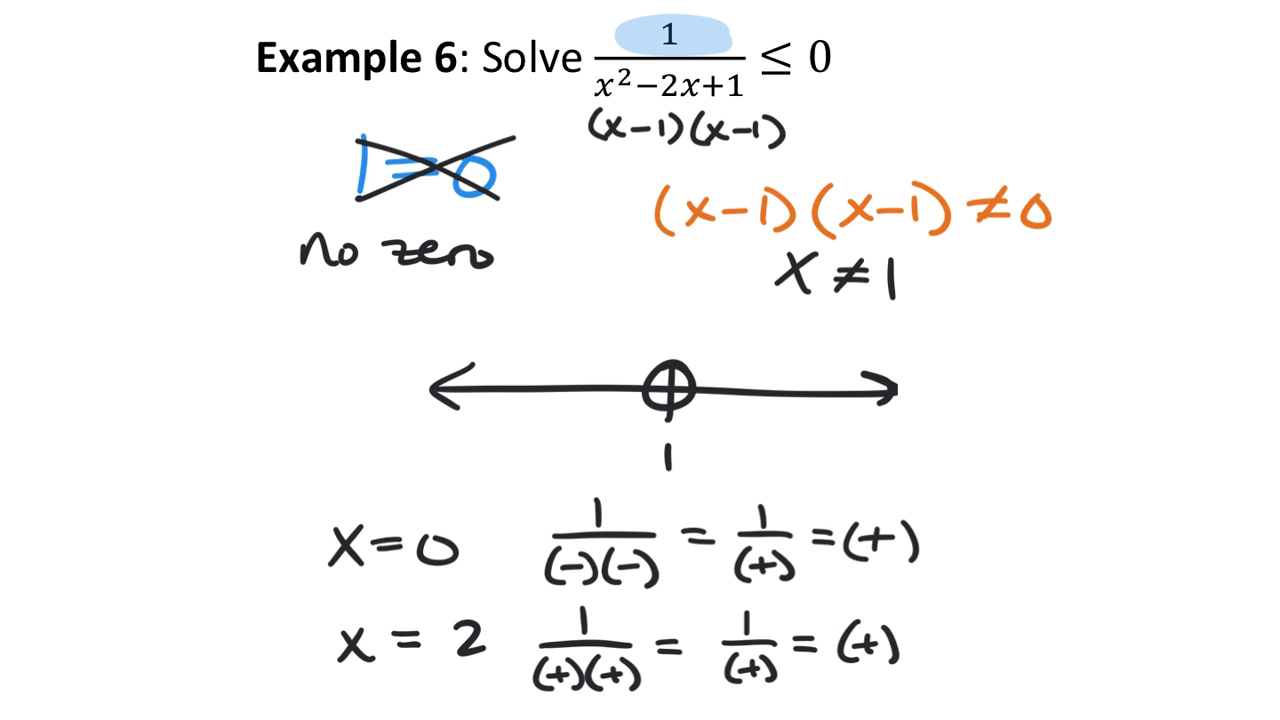 Example 6: Solve 1/(x²−2x+1) ≤ 0
(x-1)(x-1)
1=0
(x-1)(x-1)≠0
no zero
x≠1
1
x=0 1/((-)(-)) = 1/(+) = (+)
x = 2 1/((+)(+)) = 1/(+) = (+)